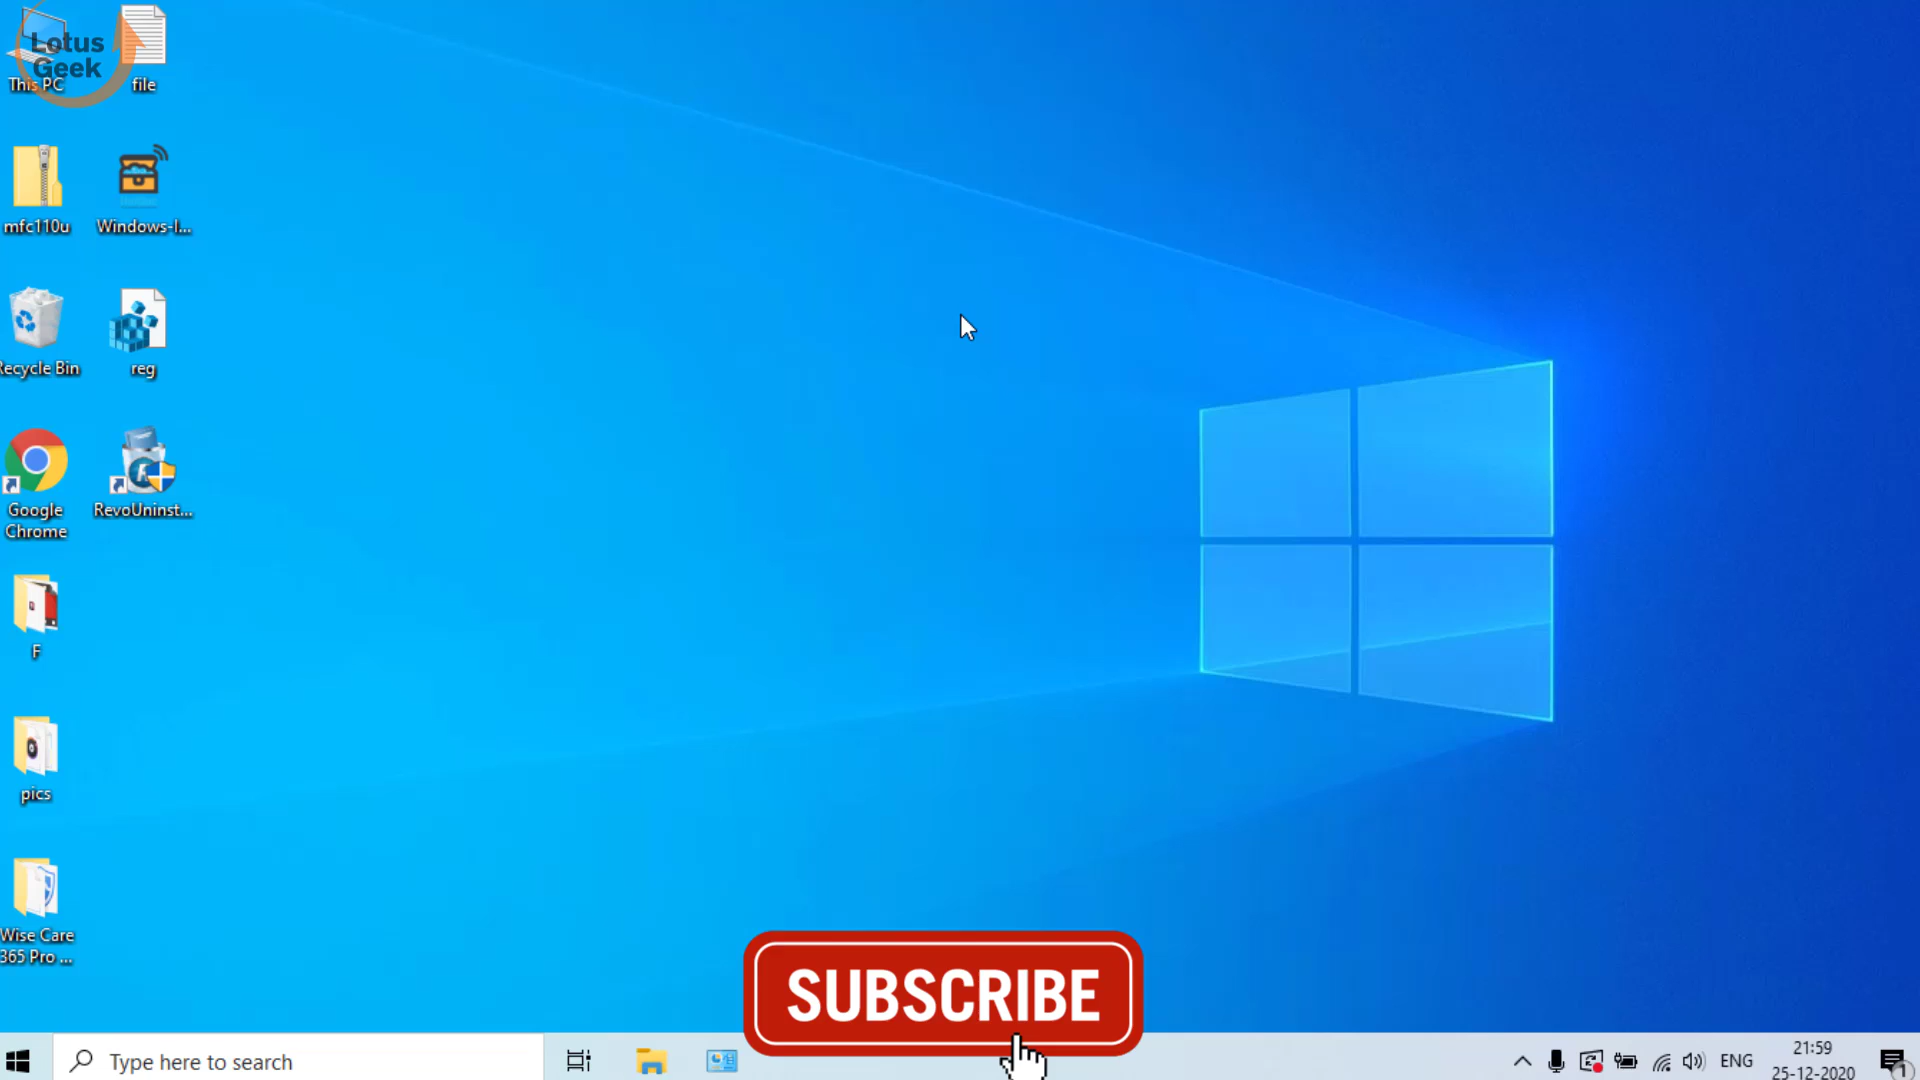 Lotus
Geek
This PC
file
mfc110u
Windows-I...
Recycle Bin
reg
Google
Chrome
RevoUninst...
F
pics
Wise Care
365 Pro ...
SUBSCRIBE
Type here to search
ENG
21:59
25-12-2020
1